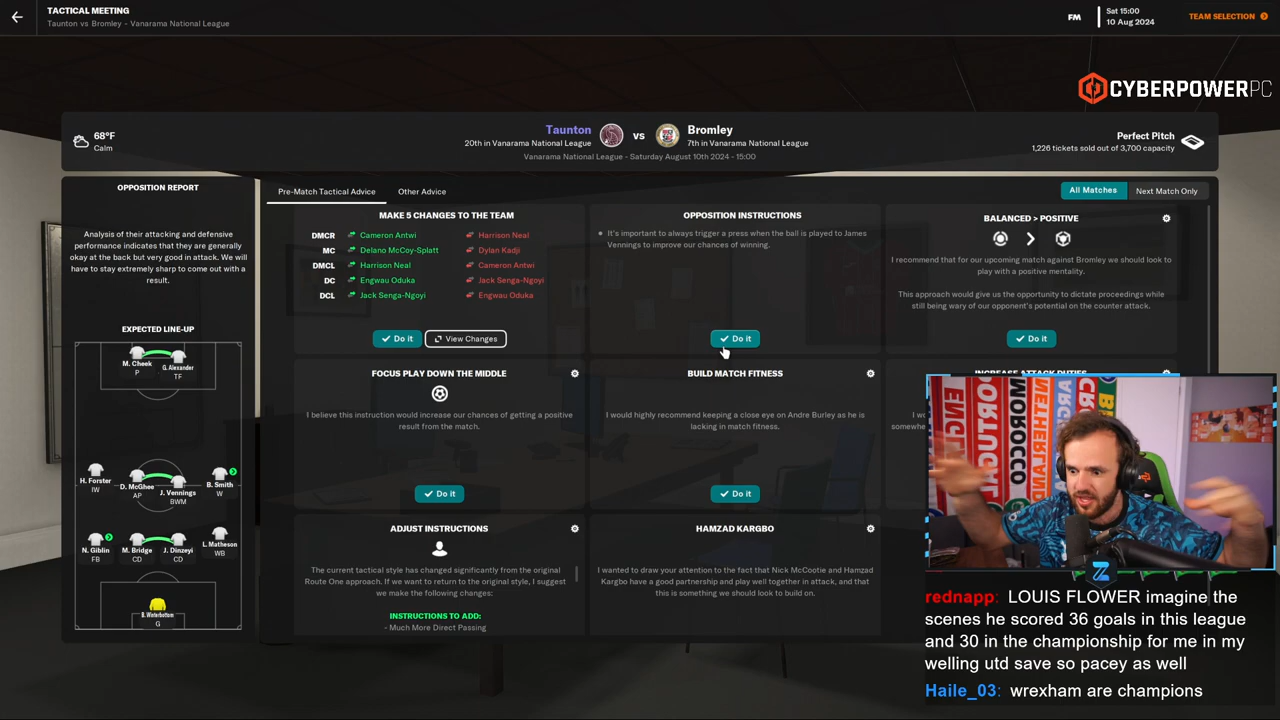 TACTICAL MEETING
Taunton vs Bromley - Vanarama National League
FM
Sat 15:00
10 Aug 2024
TEAM SELECTION
CYBERPOWERPC
68°F
Calm
Taunton
20th in Vanarama National League
vs
Bromley
7th in Vanarama National League
Vanarama National League - Saturday August 10th 2024 - 15:00
Perfect Pitch
1,226 tickets sold out of 3,700 capacity
OPPOSITION REPORT
Analysis of their attacking and defensive
performance indicates that they are generally
okay at the back but very good in attack. We will
have to stay extremely sharp to come out with a
result.
EXPECTED LINE-UP
M. Cheek
P
G. Alexander
TF
H. Forster
IW
D. McGhee
AP
J. Vennings
BWM
B. Smith
W
N. Giblin
FB
M. Bridge
CD
J. Dinzeyi
CD
L. Matheson
WB
B. Winterbottom
G
Pre-Match Tactical Advice
Other Advice
All Matches
Next Match Only
MAKE 5 CHANGES TO THE TEAM
DMCR Cameron Antwi Harrison Neal
MC Delano McCoy-Splatt Dylan Kadji
DMCL Harrison Neal Cameron Antwi
DC Engwau Oduka Jack Senga-Ngoyi
DCL Jack Senga-Ngoyi Engwau Oduka
Do it
View Changes
OPPOSITION INSTRUCTIONS
It's important to always trigger a press when the ball is played to James
Vennings to improve our chances of winning.
Do it
BALANCED > POSITIVE
I recommend that for our upcoming match against Bromley we should look to
play with a positive mentality.
This approach would give us the opportunity to dictate proceedings while
still being wary of our opponent's potential on the counter attack.
Do it
FOCUS PLAY DOWN THE MIDDLE
I believe this instruction would increase our chances of getting a positive
result from the match.
Do it
BUILD MATCH FITNESS
I would highly recommend keeping a close eye on Andre Burley as he is
lacking in match fitness.
Do it
INCREASE ATTACK DUTIES
ADJUST INSTRUCTIONS
The current tactical style has changed significantly from the original
Route One approach. If we want to return to the original style, I suggest
we make the following changes:
INSTRUCTIONS TO ADD:
- Much More Direct Passing
HAMZAD KARGBO
I wanted to draw your attention to the fact that Nick McCootie and Hamzad
Kargbo have a good partnership and play well together in attack, and that
this is something we should look to build on.
MOROCCO
NETHERLAND
rednapp: LOUIS FLOWER imagine the
scenes he scored 36 goals in this league
and 30 in the championship for me in my
welling utd save so pacey as well
Haile_03: wrexham are champions